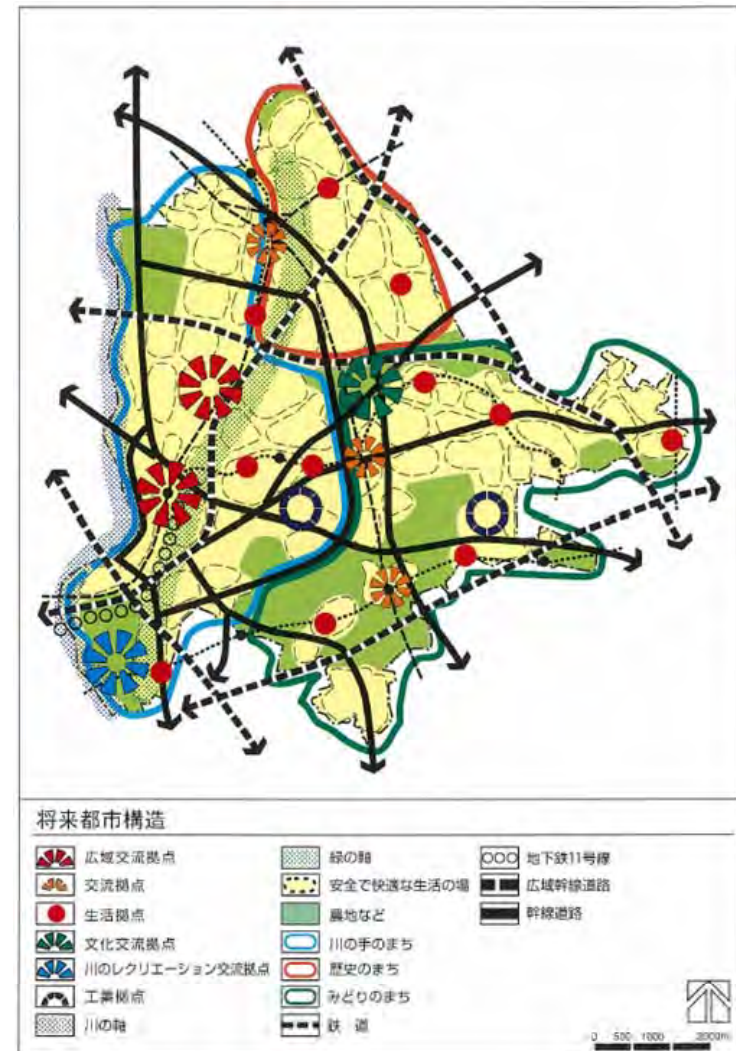 将来都市構造
広域交流拠点
交流拠点
生活拠点
文化交流拠点
川のレクリエーション交流拠点
工業拠点
川の軸
緑の軸
安全で快適な生活の場
農地など
川の手のまち
歴史のまち
みどりのまち
鉄道
地下鉄11号線
広域幹線道路
幹線道路
0 500 1000 2000m